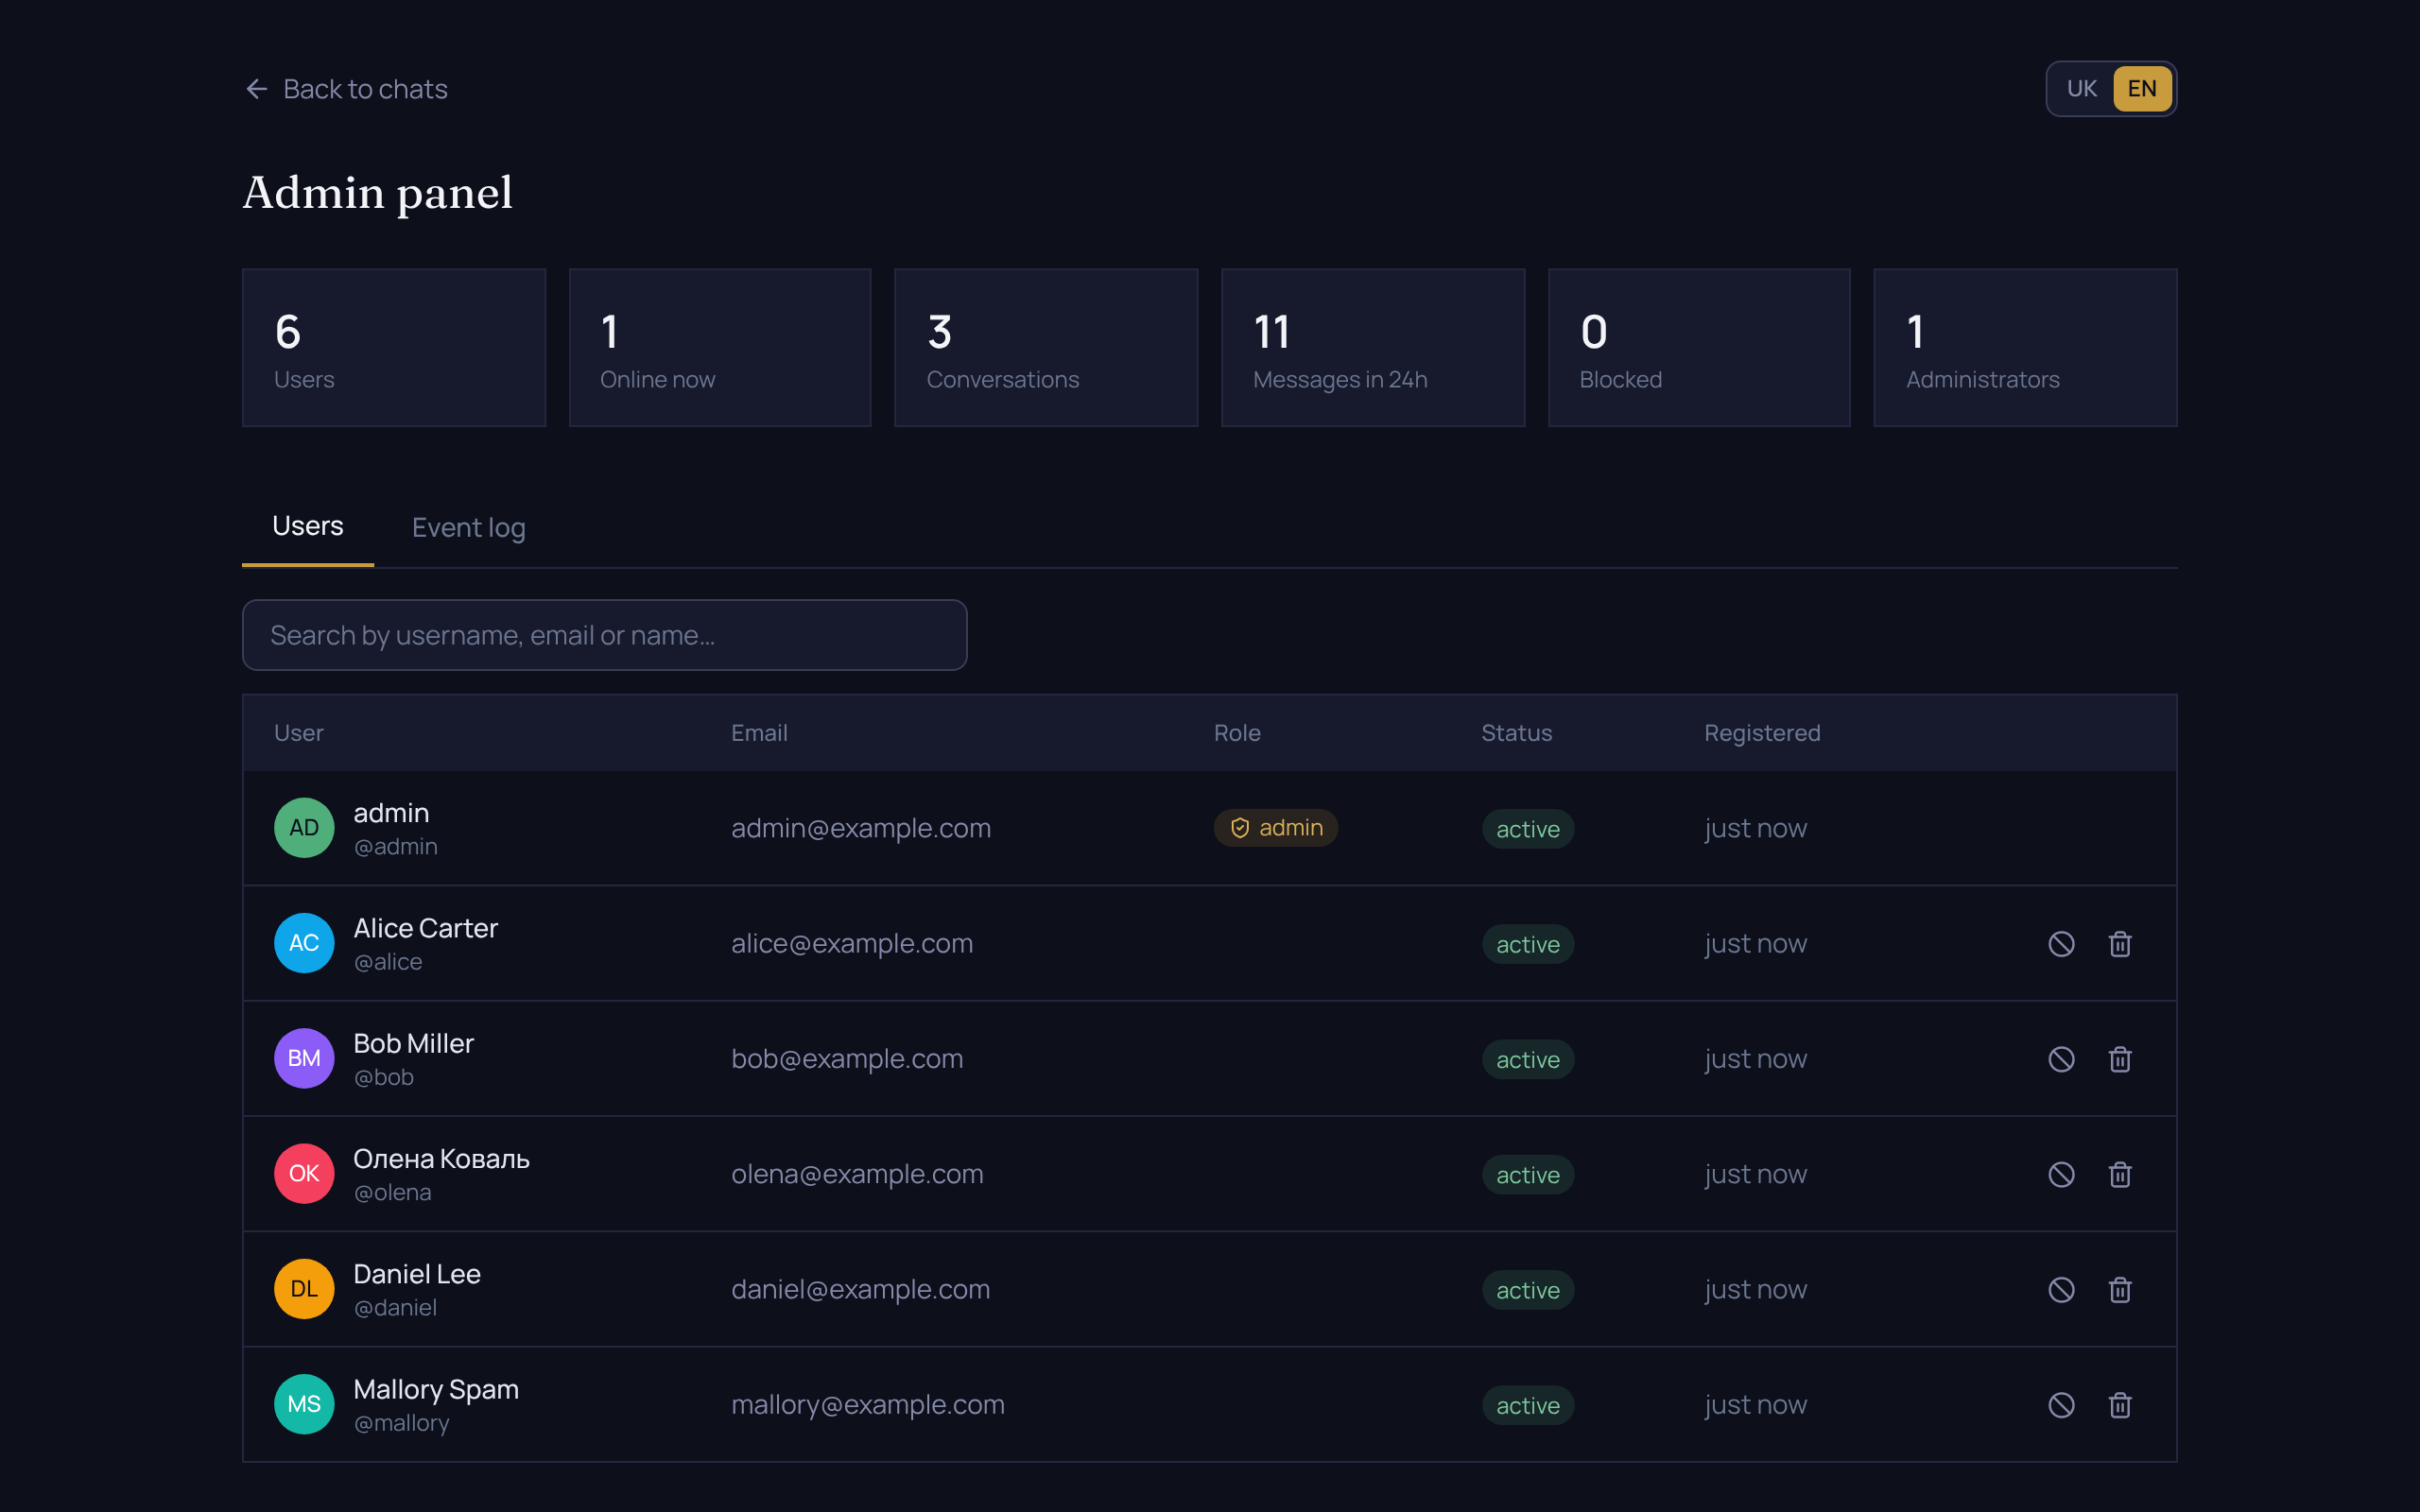 Back to chats
UK EN
Admin panel
6 1 3 11 0 1
Users Online now Conversations Messages in 24h Blocked Administrators
Users Event log
Search by username, email or name...
User Email Role Status Registered
AD admin @admin admin@example.com admin active just now
AC Alice Carter @alice alice@example.com active just now
BM Bob Miller @bob bob@example.com active just now
ОК Олена Коваль @olena olena@example.com active just now
DL Daniel Lee @daniel daniel@example.com active just now
MS Mallory Spam @mallory mallory@example.com active just now